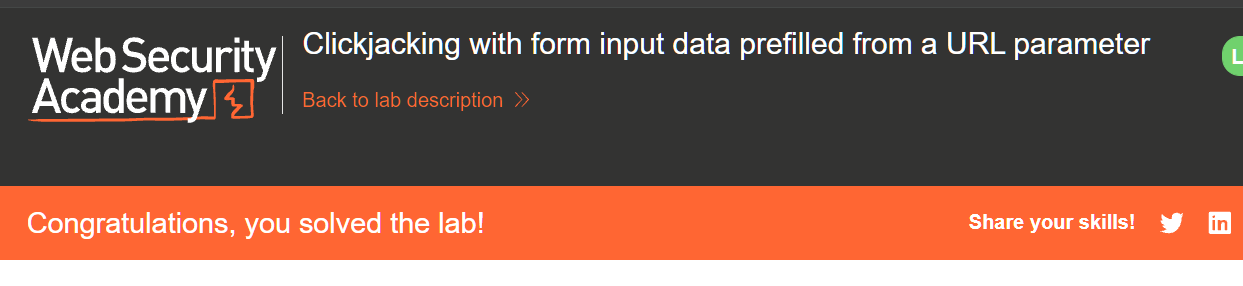 Web Security
Academy
Clickjacking with form input data prefilled from a URL parameter
Back to lab description
L
Congratulations, you solved the lab!
Share your skills!
in